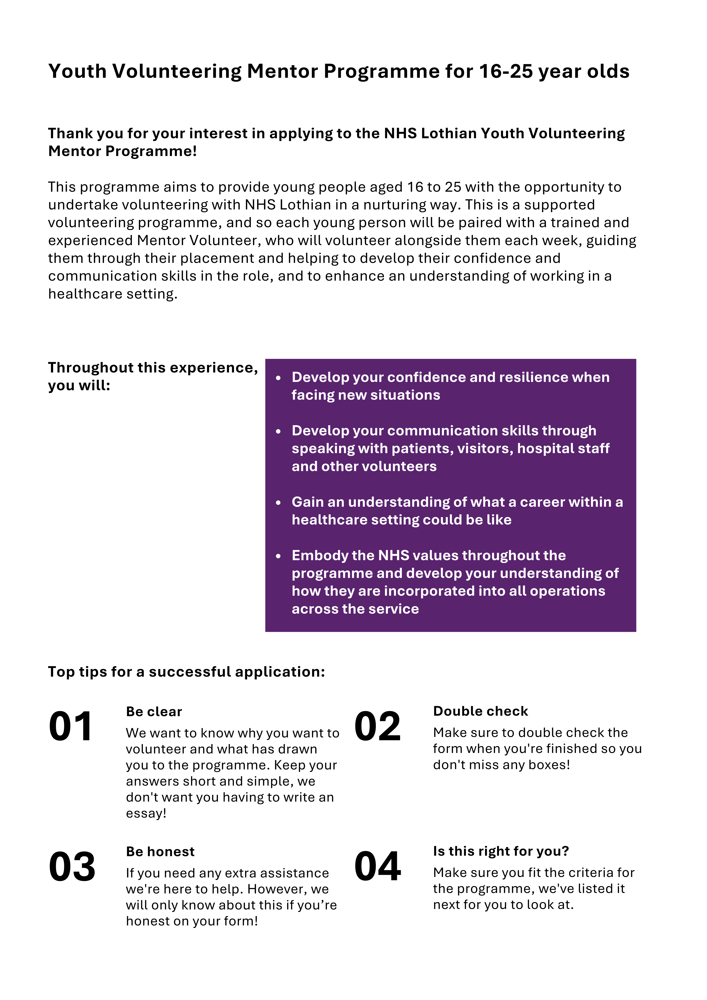 Youth Volunteering Mentor Programme for 16-25 year olds
Thank you for your interest in applying to the NHS Lothian Youth Volunteering
Mentor Programme!
This programme aims to provide young people aged 16 to 25 with the opportunity to
undertake volunteering with NHS Lothian in a nurturing way. This is a supported
volunteering programme, and so each young person will be paired with a trained and
experienced Mentor Volunteer, who will volunteer alongside them each week, guiding
them through their placement and helping to develop their confidence and
communication skills in the role, and to enhance an understanding of working in a
healthcare setting.
Throughout this experience,
you will:
• Develop your confidence and resilience when
facing new situations
• Develop your communication skills through
speaking with patients, visitors, hospital staff
and other volunteers
• Gain an understanding of what a career within a
healthcare setting could be like
• Embody the NHS values throughout the
programme and develop your understanding of
how they are incorporated into all operations
across the service
Top tips for a successful application:
01
Be clear
We want to know why you want to
volunteer and what has drawn
you to the programme. Keep your
answers short and simple, we
don't want you having to write an
essay!
02
Double check
Make sure to double check the
form when you're finished so you
don't miss any boxes!
03
Be honest
If you need any extra assistance
we're here to help. However, we
will only know about this if you’re
honest on your form!
04
Is this right for you?
Make sure you fit the criteria for
the programme, we've listed it
next for you to look at.